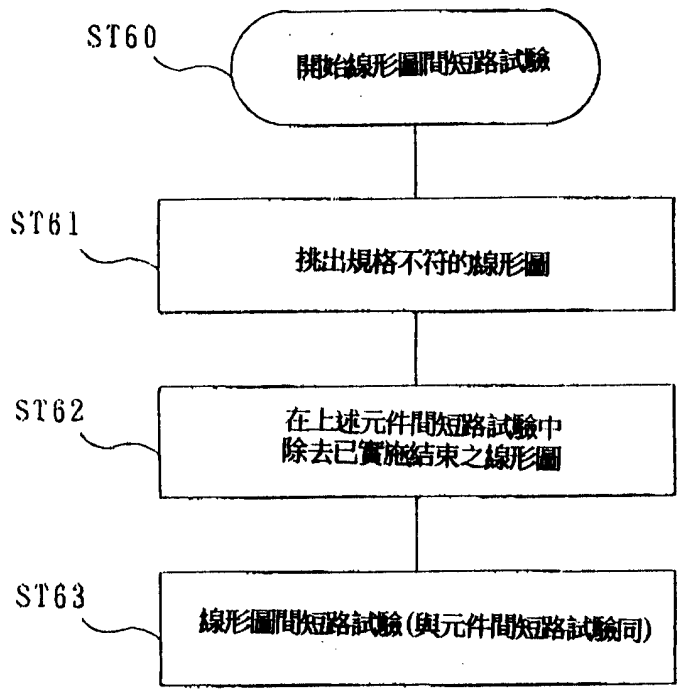 ST60
開始線形圖間短路試驗
ST61
挑出規格不符的線形圖
ST62
在上述元件間短路試驗中
除去已實施結束之線形圖
ST63
線形圖間短路試驗(與元件間短路試驗同)